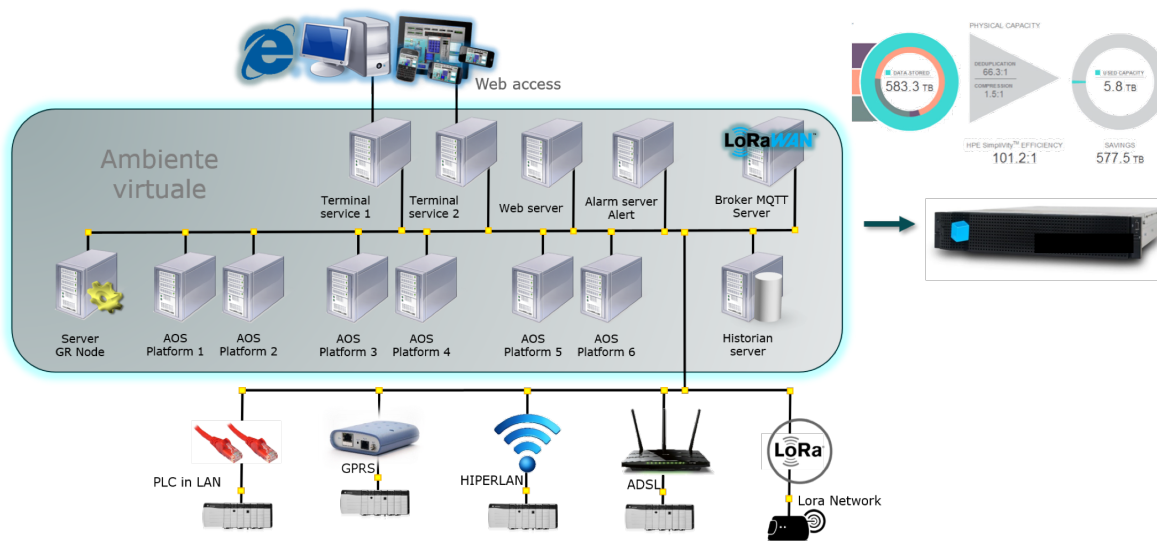 Web access
PHYSICAL CAPACITY
DATA STORED
583.3 TB
DEDUPLICATION
66.3:1
COMPRESSION
1.5:1
USED CAPACITY
5.8 TB
HPE SimpliVity™ EFFICIENCY
101.2:1
SAVINGS
577.5 TB
Ambiente
virtuale
LoRaWAN™
Terminal
service 1
Terminal
service 2
Web server
Alarm server
Alert
Broker MQTT
Server
Server
GR Node
AOS
Platform 1
AOS
Platform 2
AOS
Platform 3
AOS
Platform 4
AOS
Platform 5
AOS
Platform 6
Historian
server
PLC in LAN
GPRS
HIPERLAN
ADSL
LoRa
Lora Network